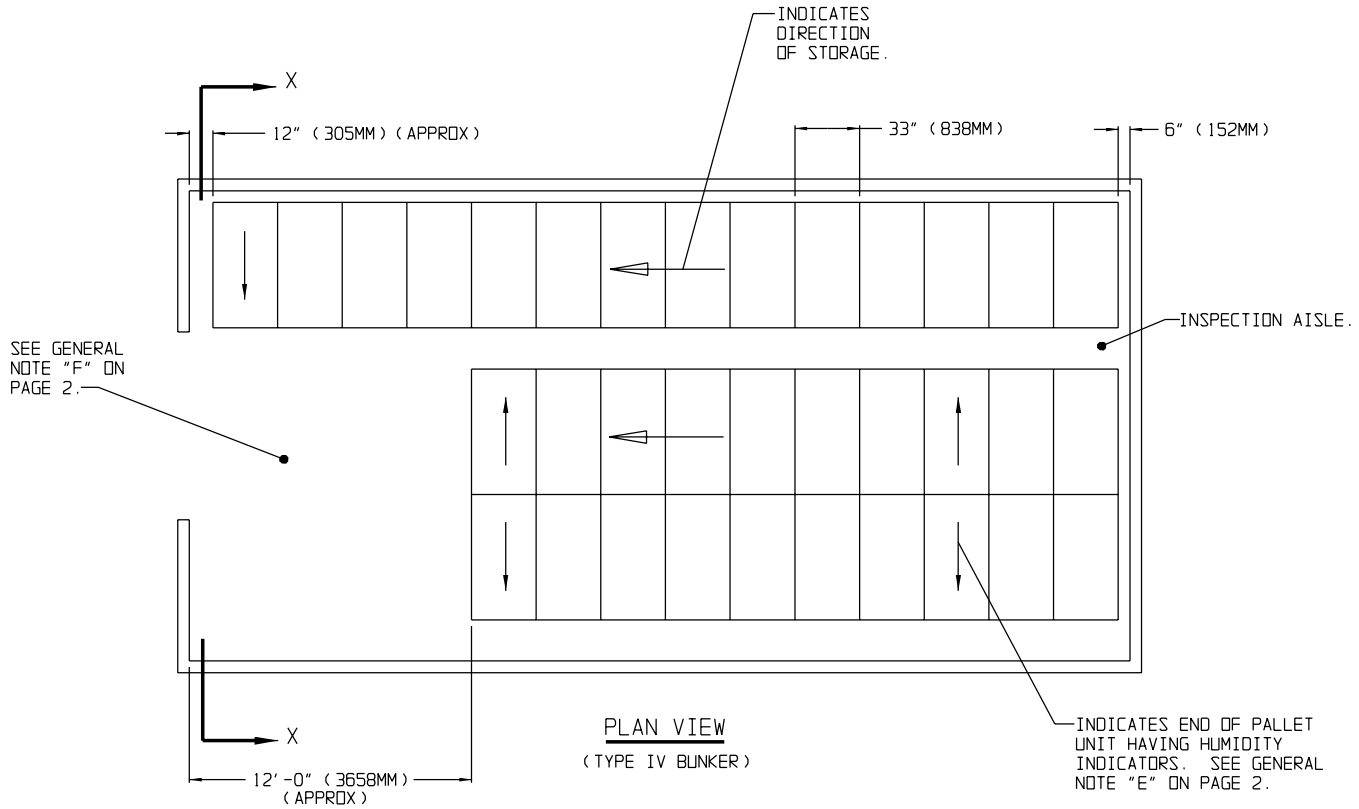 INDICATES
DIRECTION
OF STORAGE.
X
12" (305MM) (APPROX)
33" (838MM)
6" (152MM)
INSPECTION AISLE.
SEE GENERAL
NOTE "F" ON
PAGE 2.
X
12'-0" (3658MM)
(APPROX)
PLAN VIEW
(TYPE IV BUNKER)
INDICATES END OF PALLET
UNIT HAVING HUMIDITY
INDICATORS.  SEE GENERAL
NOTE "E" ON PAGE 2.